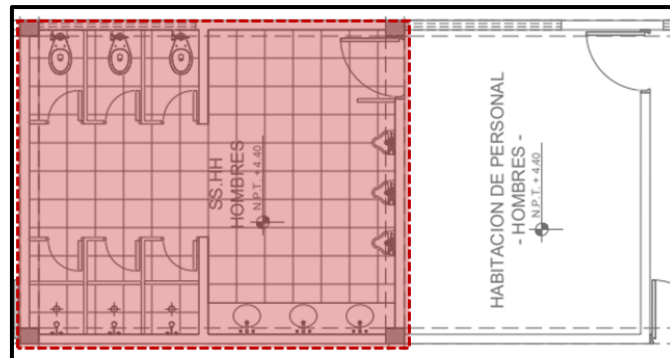 SS.HH
HOMBRES
N.P.T. +4.40
HABITACION DE PERSONAL
- HOMBRES -
N.P.T. +4.40